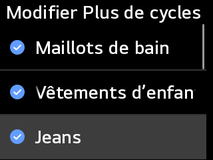 Modifier Plus de cycles
Maillots de bain
Vêtements d'enfan
Jeans